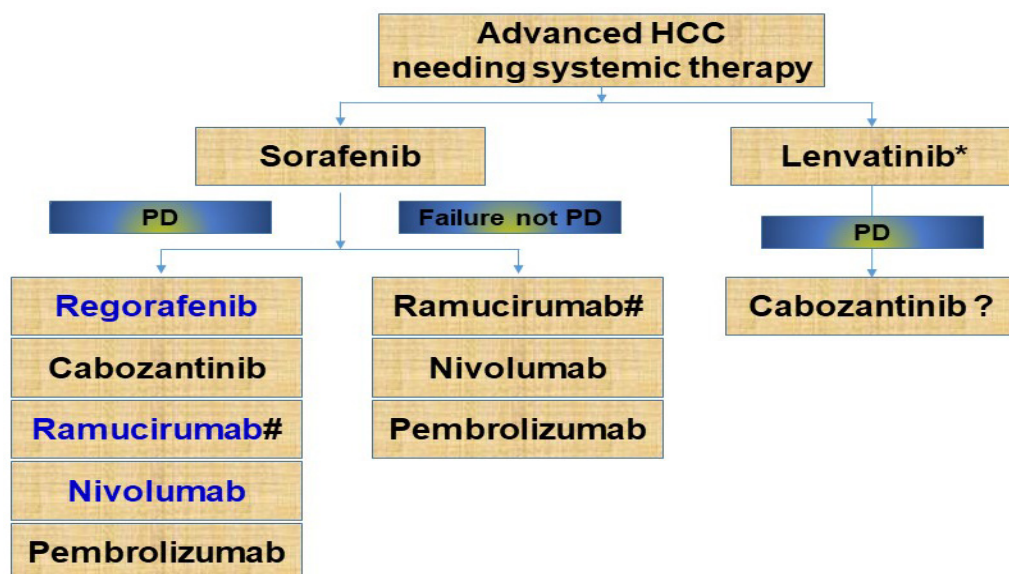 Advanced HCC
needing systemic therapy
Sorafenib
Lenvatinib*
PD
Failure not PD
PD
Regorafenib
Cabozantinib
Ramucirumab#
Nivolumab
Pembrolizumab
Ramucirumab#
Nivolumab
Pembrolizumab
Cabozantinib ?